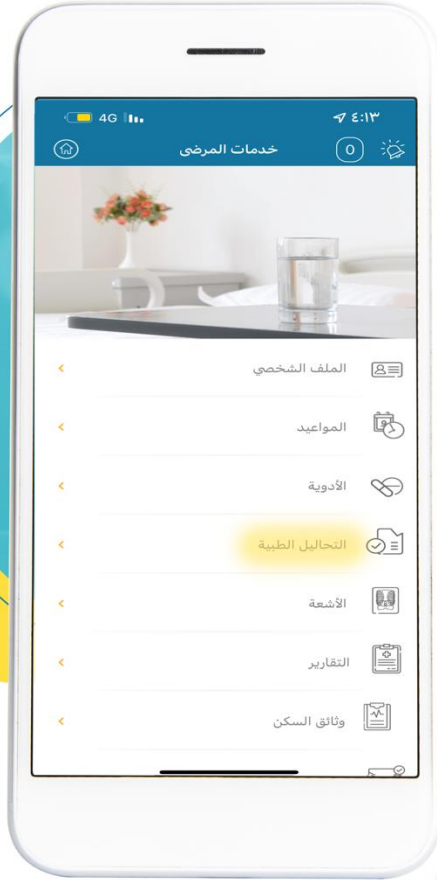 ٤:١٣ 4G
0 خدمات المرضى
الملف الشخصي
المواعيد
الأدوية
التحاليل الطبية
الأشعة
التقارير
وثائق السكن